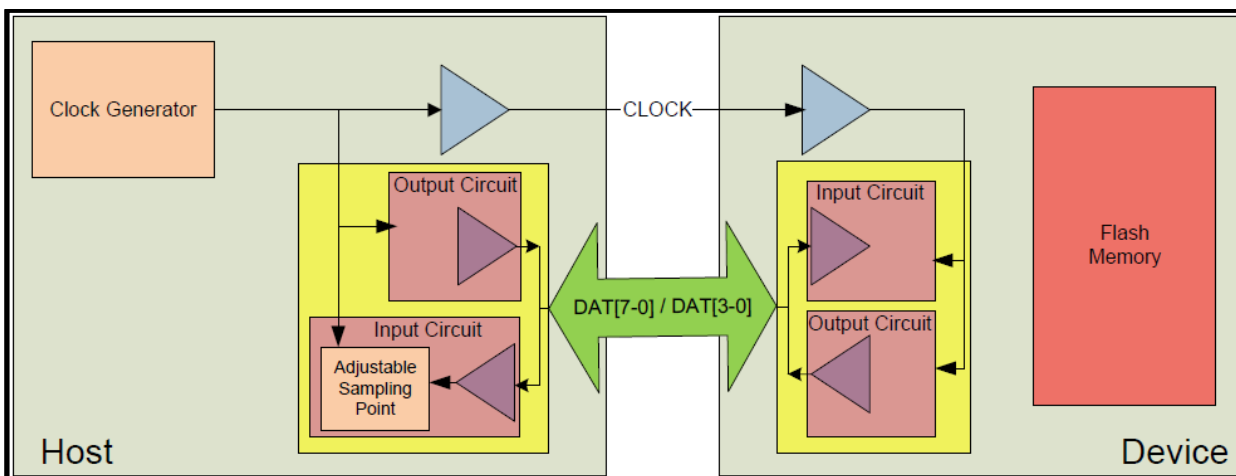 Clock Generator
CLOCK
Output Circuit
Input Circuit
Flash
Memory
DAT[7-0] / DAT[3-0]
Input Circuit
Output Circuit
Adjustable
Sampling
Point
Host
Device